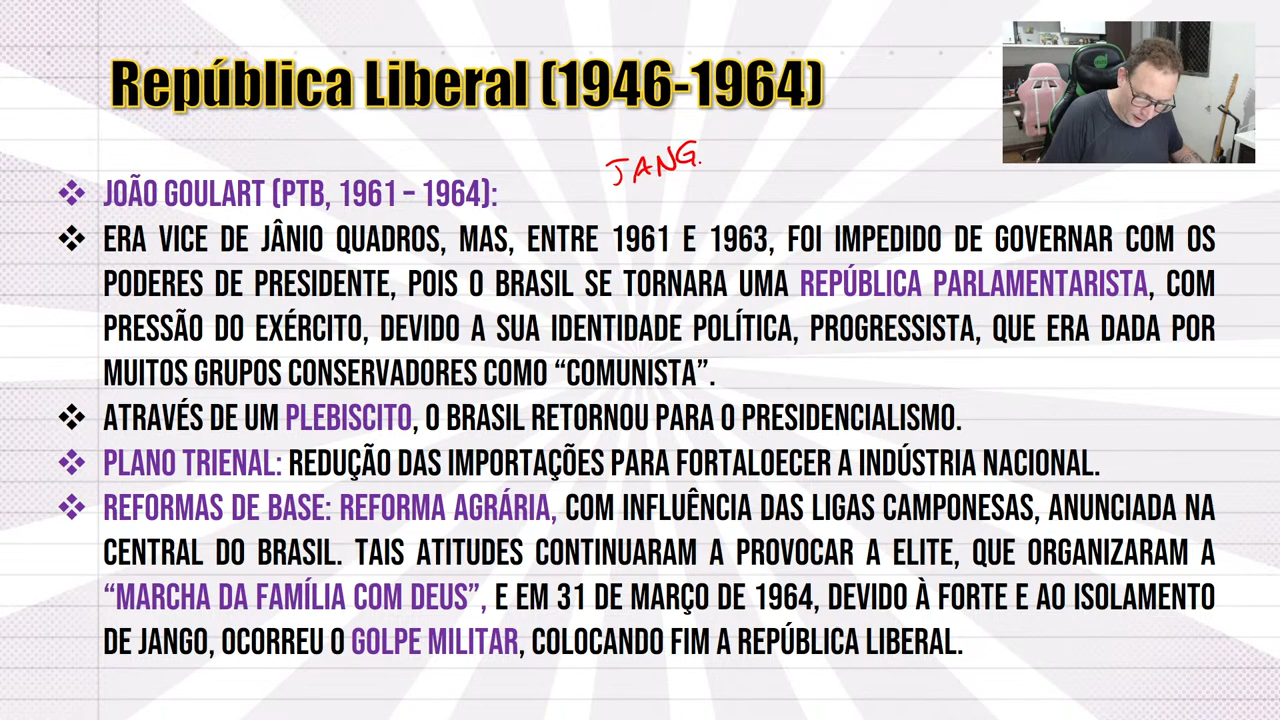 República Liberal (1946-1964)
JANG.
JOÃO GOULART (PTB, 1961 – 1964):
ERA VICE DE JÂNIO QUADROS, MAS, ENTRE 1961 E 1963, FOI IMPEDIDO DE GOVERNAR COM OS
PODERES DE PRESIDENTE, POIS O BRASIL SE TORNARA UMA REPÚBLICA PARLAMENTARISTA, COM
PRESSÃO DO EXÉRCITO, DEVIDO A SUA IDENTIDADE POLÍTICA, PROGRESSISTA, QUE ERA DADA POR
MUITOS GRUPOS CONSERVADORES COMO “COMUNISTA”.
ATRAVÉS DE UM PLEBISCITO, O BRASIL RETORNOU PARA O PRESIDENCIALISMO.
PLANO TRIENAL: REDUÇÃO DAS IMPORTAÇÕES PARA FORTALOECER A INDÚSTRIA NACIONAL.
REFORMAS DE BASE: REFORMA AGRÁRIA, COM INFLUÊNCIA DAS LIGAS CAMPONESAS, ANUNCIADA NA
CENTRAL DO BRASIL. TAIS ATITUDES CONTINUARAM A PROVOCAR A ELITE, QUE ORGANIZARAM A
“MARCHA DA FAMÍLIA COM DEUS”, E EM 31 DE MARÇO DE 1964, DEVIDO À FORTE E AO ISOLAMENTO
DE JANGO, OCORREU O GOLPE MILITAR, COLOCANDO FIM A REPÚBLICA LIBERAL.